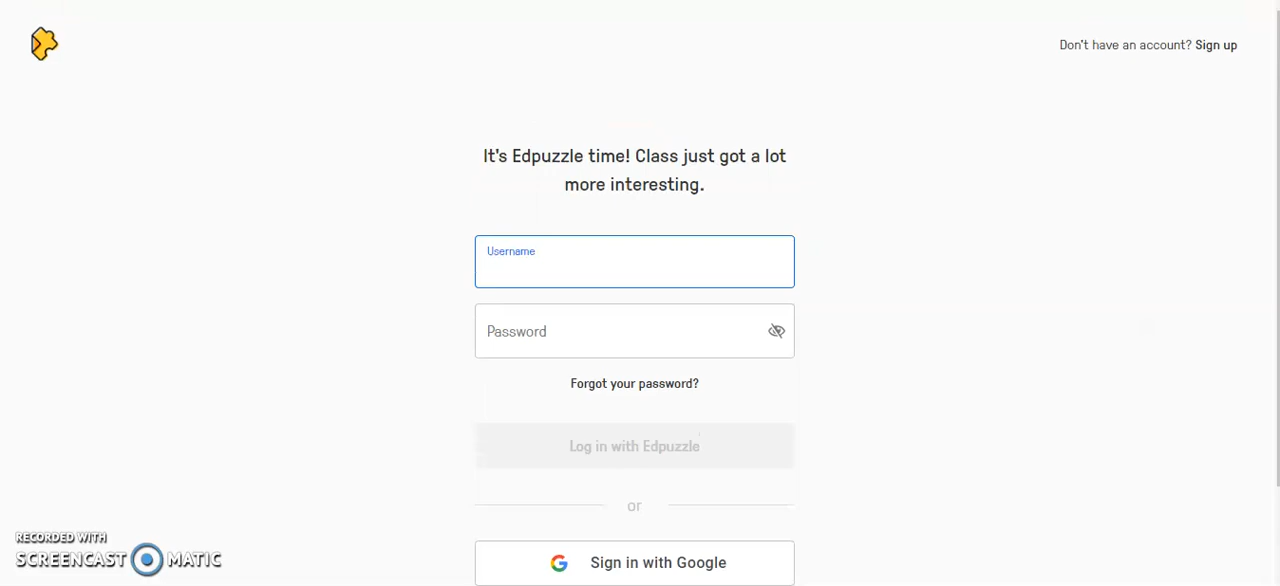 Don't have an account? Sign up
It's Edpuzzle time! Class just got a lot
more interesting.
Username
Password
Forgot your password?
Log in with Edpuzzle
or
Sign in with Google
RECORDED WITH
SCREENCAST MATIC